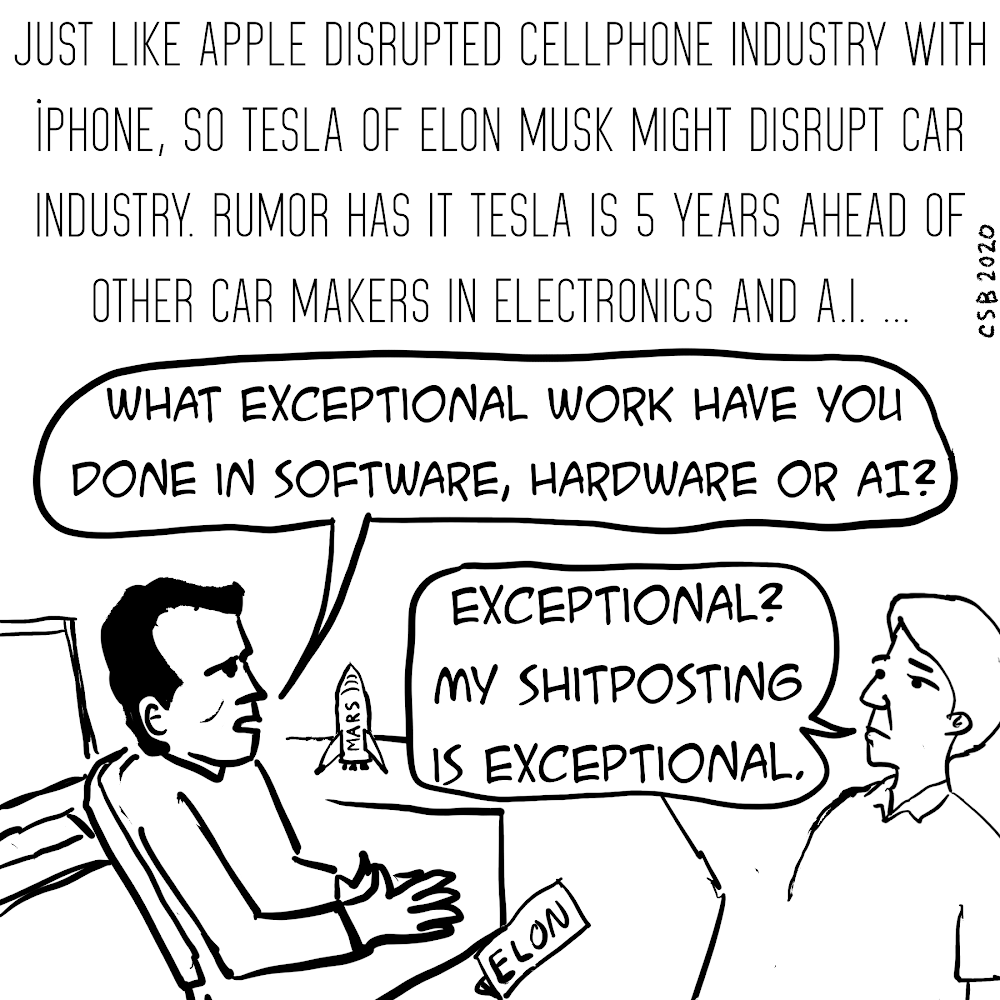 JUST LIKE APPLE DISRUPTED CELLPHONE INDUSTRY WITH
iPHONE, SO TESLA OF ELON MUSK MIGHT DISRUPT CAR
INDUSTRY. RUMOR HAS IT TESLA IS 5 YEARS AHEAD OF
OTHER CAR MAKERS IN ELECTRONICS AND A.I. ...
CSB 2020
WHAT EXCEPTIONAL WORK HAVE YOU
DONE IN SOFTWARE, HARDWARE OR AI?
EXCEPTIONAL?
MY SHITPOSTING
IS EXCEPTIONAL.
MARS
ELON